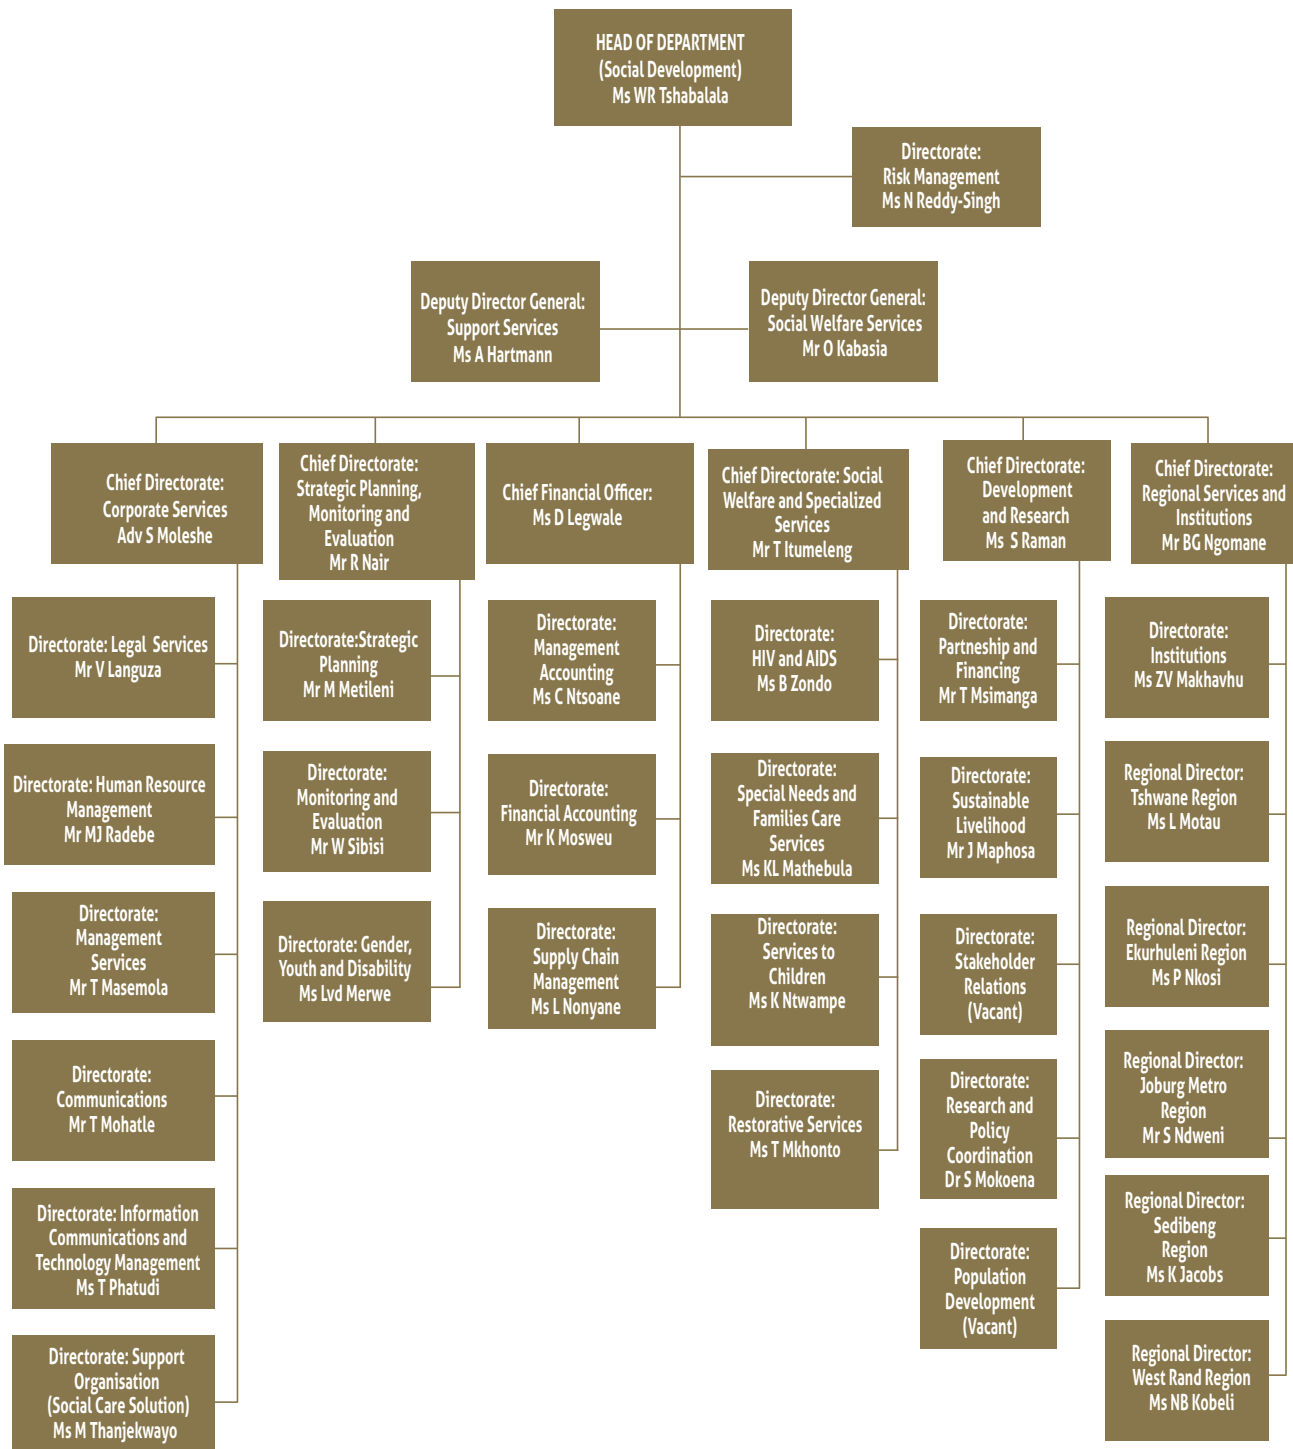 HEAD OF DEPARTMENT
(Social Development)
Ms WR Tshabalala
Directorate:
Risk Management
Ms N Reddy-Singh
Deputy Director General:
Support Services
Ms A Hartmann
Deputy Director General:
Social Welfare Services
Mr O Kabasia
Chief Directorate:
Corporate Services
Adv S Moleshe
Chief Directorate:
Strategic Planning,
Monitoring and
Evaluation
Mr R Nair
Chief Financial Officer:
Ms D Legwale
Chief Directorate: Social
Welfare and Specialized
Services
Mr T Itumeleng
Chief Directorate:
Development
and Research
Ms  S Raman
Chief Directorate:
Regional Services and
Institutions
Mr BG Ngomane
Directorate: Legal  Services
Mr V Languza
Directorate: Human Resource
Management
Mr MJ Radebe
Directorate:
Management
Services
Mr T Masemola
Directorate:
Communications
Mr T Mohatle
Directorate: Information
Communications and
Technology Management
Ms T Phatudi
Directorate: Support
Organisation
(Social Care Solution)
Ms M Thanjekwayo
Directorate:Strategic
Planning
Mr M Metileni
Directorate:
Monitoring and
Evaluation
Mr W Sibisi
Directorate: Gender,
Youth and Disability
Ms Lvd Merwe
Directorate:
Management
Accounting
Ms C Ntsoane
Directorate:
Financial Accounting
Mr K Mosweu
Directorate:
Supply Chain
Management
Ms L Nonyane
Directorate:
HIV and AIDS
Ms B Zondo
Directorate:
Special Needs and
Families Care
Services
Ms KL Mathebula
Directorate:
Services to
Children
Ms K Ntwampe
Directorate:
Restorative Services
Ms T Mkhonto
Directorate:
Partneship and
Financing
Mr T Msimanga
Directorate:
Sustainable
Livelihood
Mr J Maphosa
Directorate:
Stakeholder
Relations
(Vacant)
Directorate:
Research and
Policy
Coordination
Dr S Mokoena
Directorate:
Population
Development
(Vacant)
Directorate:
Institutions
Ms ZV Makhavhu
Regional Director:
Tshwane Region
Ms L Motau
Regional Director:
Ekurhuleni Region
Ms P Nkosi
Regional Director:
Joburg Metro
Region
Mr S Ndweni
Regional Director:
Sedibeng
Region
Ms K Jacobs
Regional Director:
West Rand Region
Ms NB Kobeli